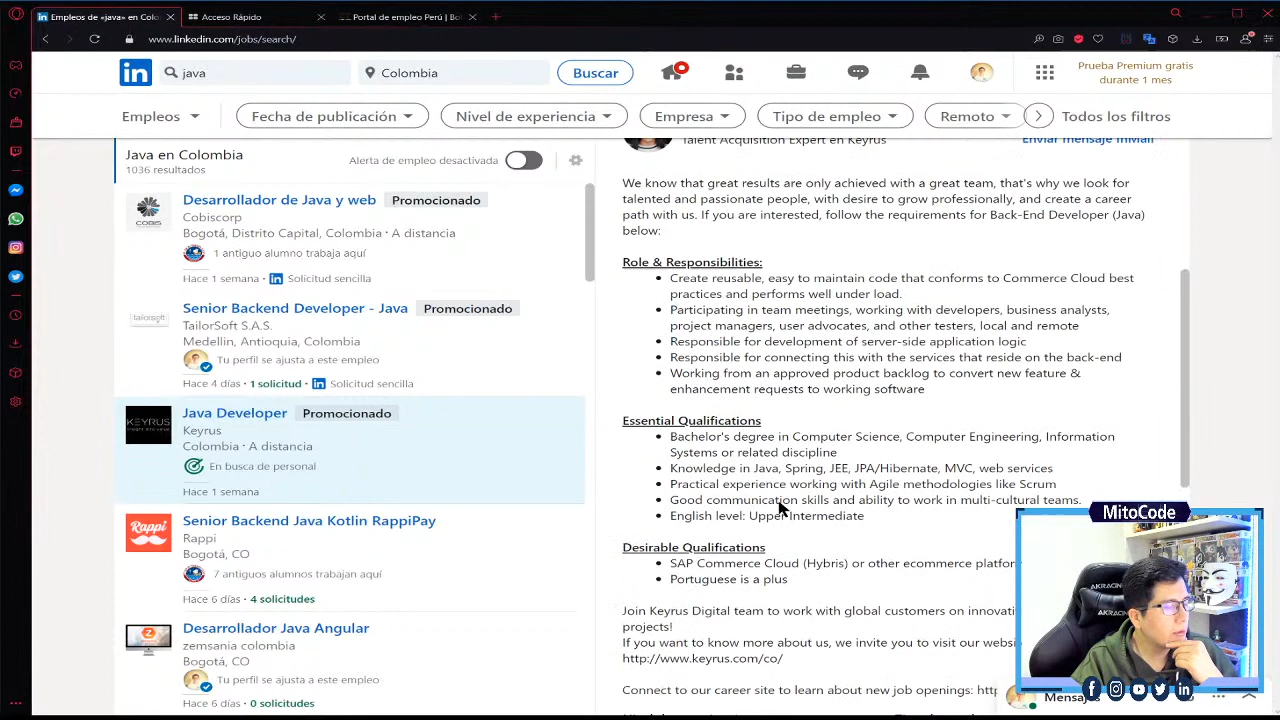 Empleos de «java» en Colo
Acceso Rápido
Portal de empleo Perú | Bo
www.linkedin.com/jobs/search/
in
java
Colombia
Buscar
Prueba Premium gratis
durante 1 mes
Empleos
Fecha de publicación
Nivel de experiencia
Empresa
Tipo de empleo
Remoto
Todos los filtros
Java en Colombia
1036 resultados
Alerta de empleo desactivada
Desarrollador de Java y web
Promocionado
Cobiscorp
Bogotá, Distrito Capital, Colombia · A distancia
1 antiguo alumno trabaja aquí
Hace 1 semana · in Solicitud sencilla
COBIS
Senior Backend Developer - Java
Promocionado
TailorSoft S.A.S.
Medellín, Antioquia, Colombia
Tu perfil se ajusta a este empleo
Hace 4 días · 1 solicitud · in Solicitud sencilla
tailorsoft
Java Developer
Promocionado
Keyrus
Colombia · A distancia
En busca de personal
Hace 1 semana
KEYRUS
Senior Backend Java Kotlin RappiPay
Rappi
Bogotá, CO
7 antiguos alumnos trabajan aquí
Hace 6 días · 4 solicitudes
Rappi
Desarrollador Java Angular
zemsania colombia
Bogotá, CO
Tu perfil se ajusta a este empleo
Hace 6 días · 0 solicitudes
Talent Acquisition Expert en Keyrus
Enviar mensaje InMail
We know that great results are only achieved with a great team, that's why we look for
talented and passionate people, with desire to grow professionally, and create a career
path with us. If you are interested, follow the requirements for Back-End Developer (Java)
below:
Role & Responsibilities:
• Create reusable, easy to maintain code that conforms to Commerce Cloud best
practices and performs well under load.
• Participating in team meetings, working with developers, business analysts,
project managers, user advocates, and other testers, local and remote
• Responsible for development of server-side application logic
• Responsible for connecting this with the services that reside on the back-end
• Working from an approved product backlog to convert new feature &
enhancement requests to working software
Essential Qualifications
• Bachelor's degree in Computer Science, Computer Engineering, Information
Systems or related discipline
• Knowledge in Java, Spring, JEE, JPA/Hibernate, MVC, web services
• Practical experience working with Agile methodologies like Scrum
• Good communication skills and ability to work in multi-cultural teams.
• English level: Upper Intermediate
Desirable Qualifications
• SAP Commerce Cloud (Hybris) or other ecommerce platfor
• Portuguese is a plus
Join Keyrus Digital team to work with global customers on innovati
projects!
If you want to know more about us, we invite you to visit our websi
http://www.keyrus.com/co/
Connect to our career site to learn about new job openings: http
MitoCode
AKRACING
AKRACING
Mensajes